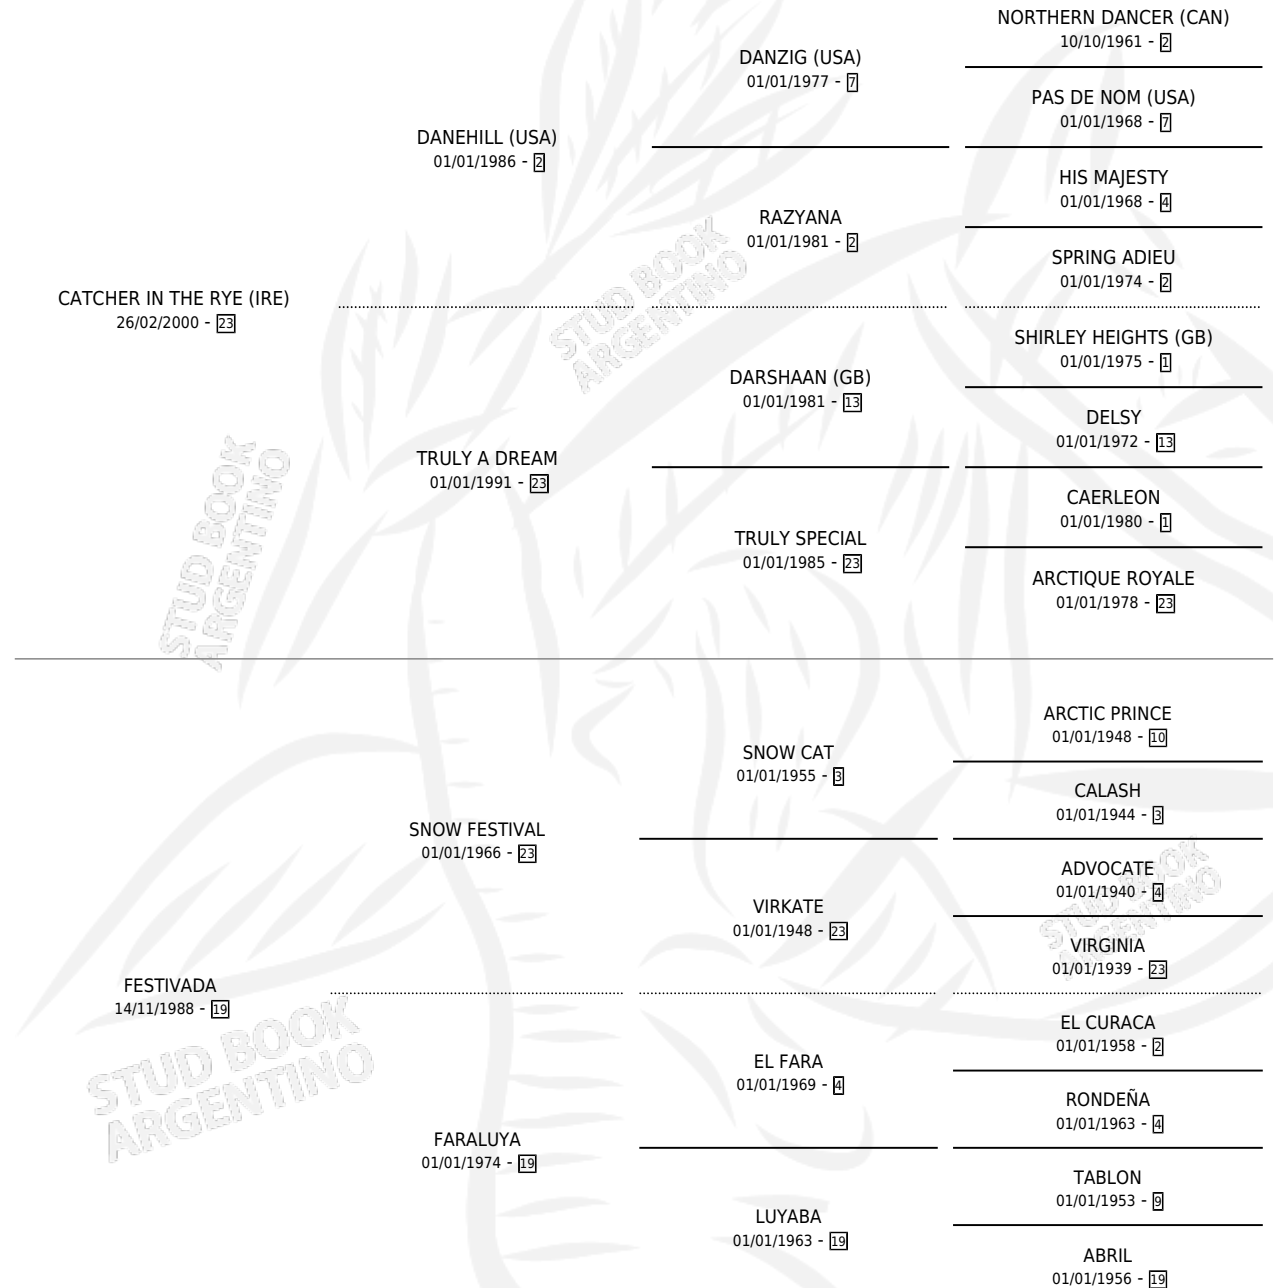 NORTHERN DANCER (CAN)
10/10/1961 - 2
DANZIG (USA)
01/01/1977 - 7
PAS DE NOM (USA)
01/01/1968 - 7
DANEHILL (USA)
01/01/1986 - 2
HIS MAJESTY
01/01/1968 - 4
RAZYANA
01/01/1981 - 2
SPRING ADIEU
01/01/1974 - 2
CATCHER IN THE RYE (IRE)
26/02/2000 - 23
STUD BOOK
ARGENTINO
SHIRLEY HEIGHTS (GB)
01/01/1975 - 1
DARSHAAN (GB)
01/01/1981 - 13
DELSY
01/01/1972 - 13
TRULY A DREAM
01/01/1991 - 23
CAERLEON
01/01/1980 - 1
TRULY SPECIAL
01/01/1985 - 23
ARCTIQUE ROYALE
01/01/1978 - 23
STUD BOOK
ARGENTINO
ARCTIC PRINCE
01/01/1948 - 10
SNOW CAT
01/01/1955 - 3
CALASH
01/01/1944 - 3
SNOW FESTIVAL
01/01/1966 - 23
ADVOCATE
01/01/1940 - 4
VIRKATE
01/01/1948 - 23
STUD BOOK
ARGENTINO
VIRGINIA
01/01/1939 - 23
FESTIVADA
14/11/1988 - 19
EL CURACA
01/01/1958 - 2
EL FARA
01/01/1969 - 4
STUD BOOK
ARGENTINO
RONDEÑA
01/01/1963 - 4
FARALUYA
01/01/1974 - 19
TABLON
01/01/1953 - 9
LUYABA
01/01/1963 - 19
ABRIL
01/01/1956 - 19